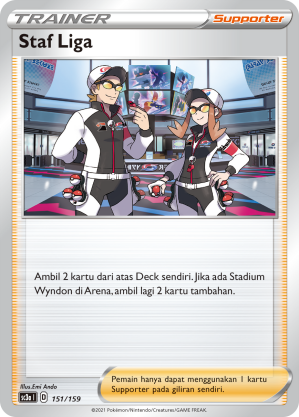 TRAINER Supporter
Staf Liga
Ambil 2 kartu dari atas Deck sendiri. Jika ada Stadium
Wyndon di Arena, ambil lagi 2 kartu tambahan.
Illus.Emi Ando
Pemain hanya dapat menggunakan 1 kartu
Supporter pada giliran sendiri.
sc3a I D 151/159
©2021 Pokémon/Nintendo/Creatures/GAME FREAK.